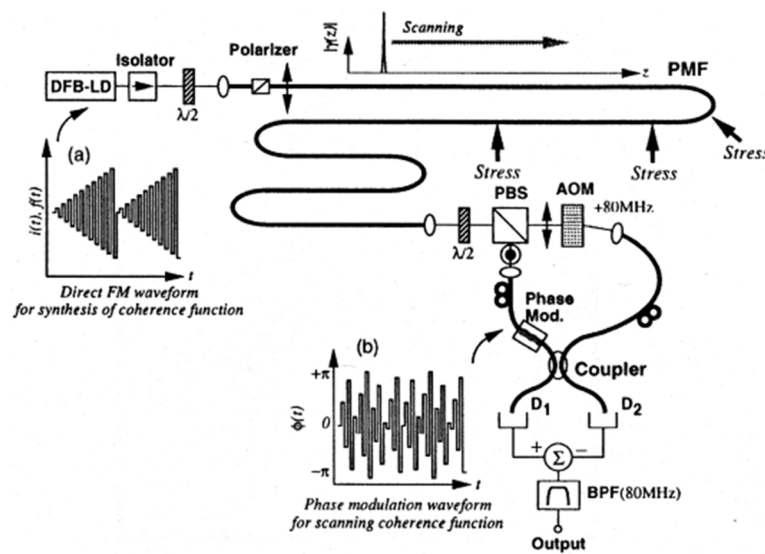 Scanning
|γ(z)|
z
PMF
Isolator
Polarizer
DFB-LD
λ/2
Stress
Stress
Stress
(a)
i(t), f(t)
t
Direct FM waveform
for synthesis of coherence function
PBS
AOM
+80MHz
λ/2
Phase
Mod.
(b)
+π
ϕ(t)
0
−π
t
Phase modulation waveform
for scanning coherence function
Coupler
D1
D2
+
Σ
−
BPF(80MHz)
Output